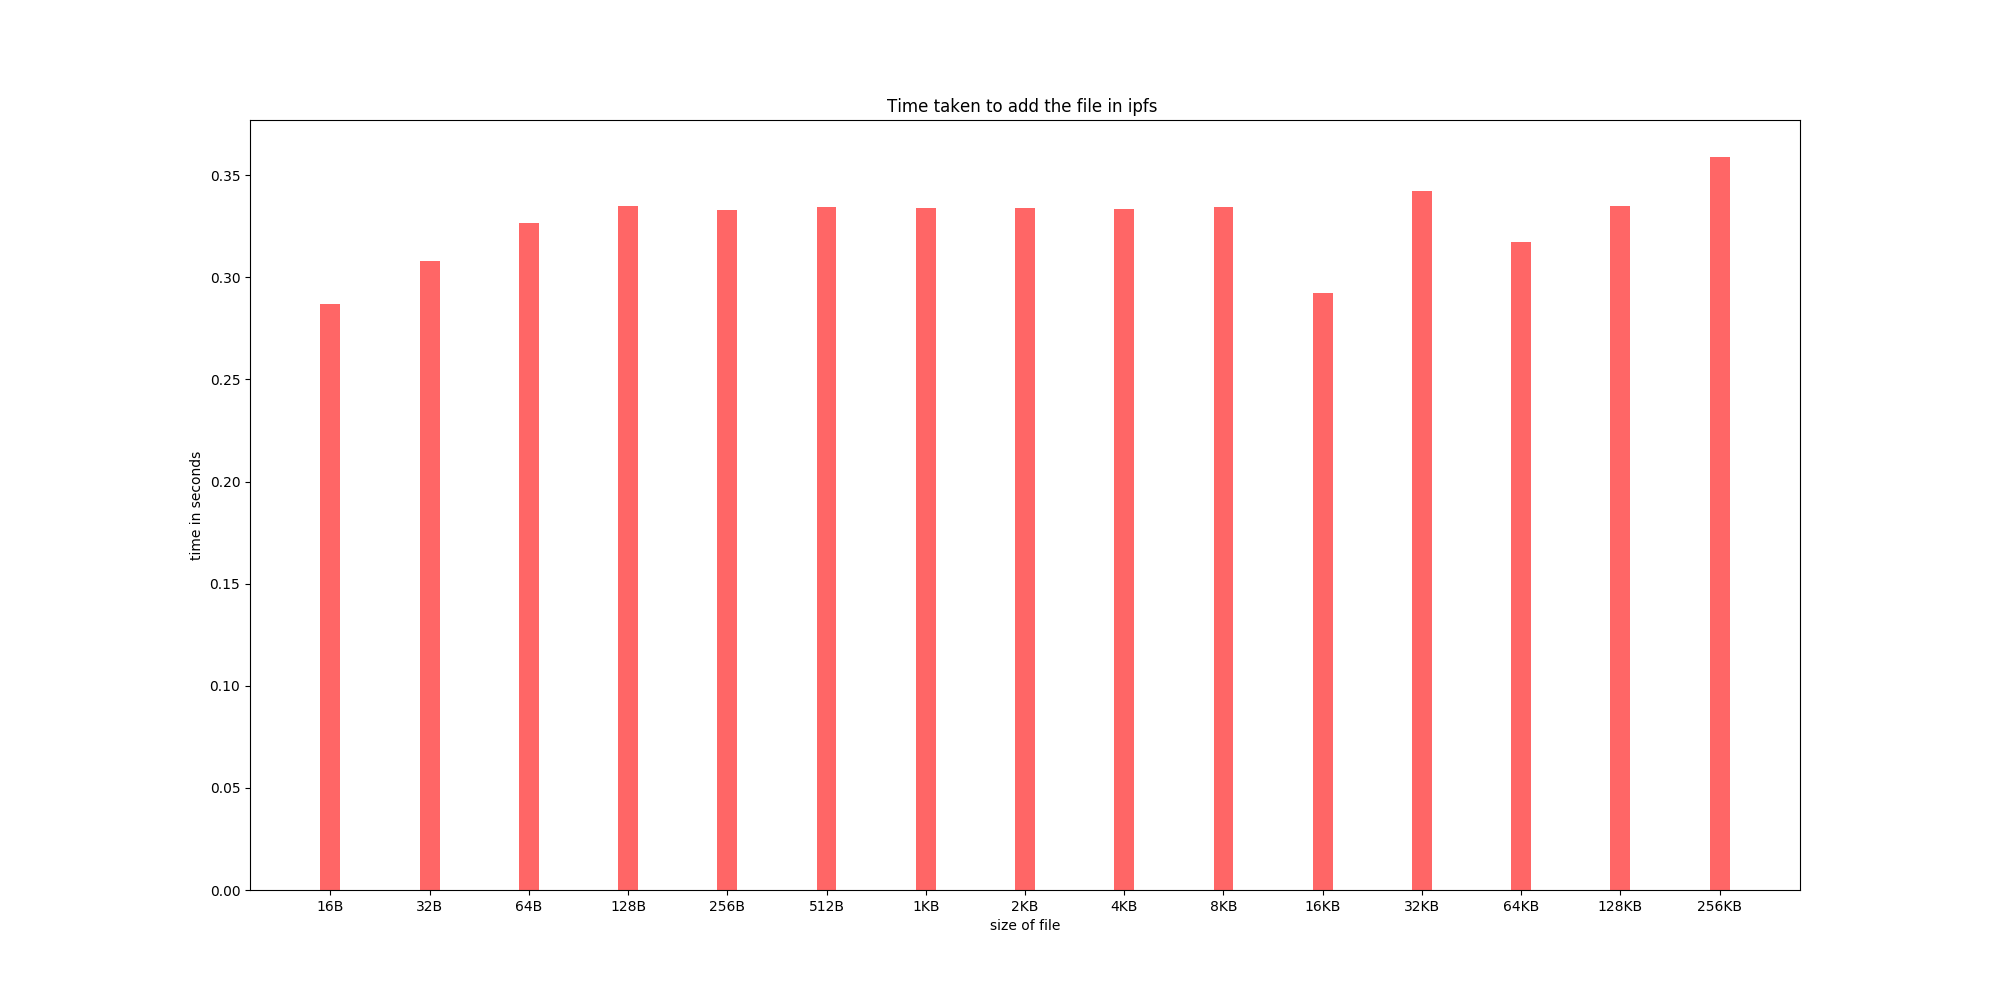 Time taken to add the file in ipfs
0.35
0.30
0.25
0.20
0.15
0.10
0.05
0.00
time in seconds
16B 32B 64B 128B 256B 512B 1KB 2KB 4KB 8KB 16KB 32KB 64KB 128KB 256KB
size of file